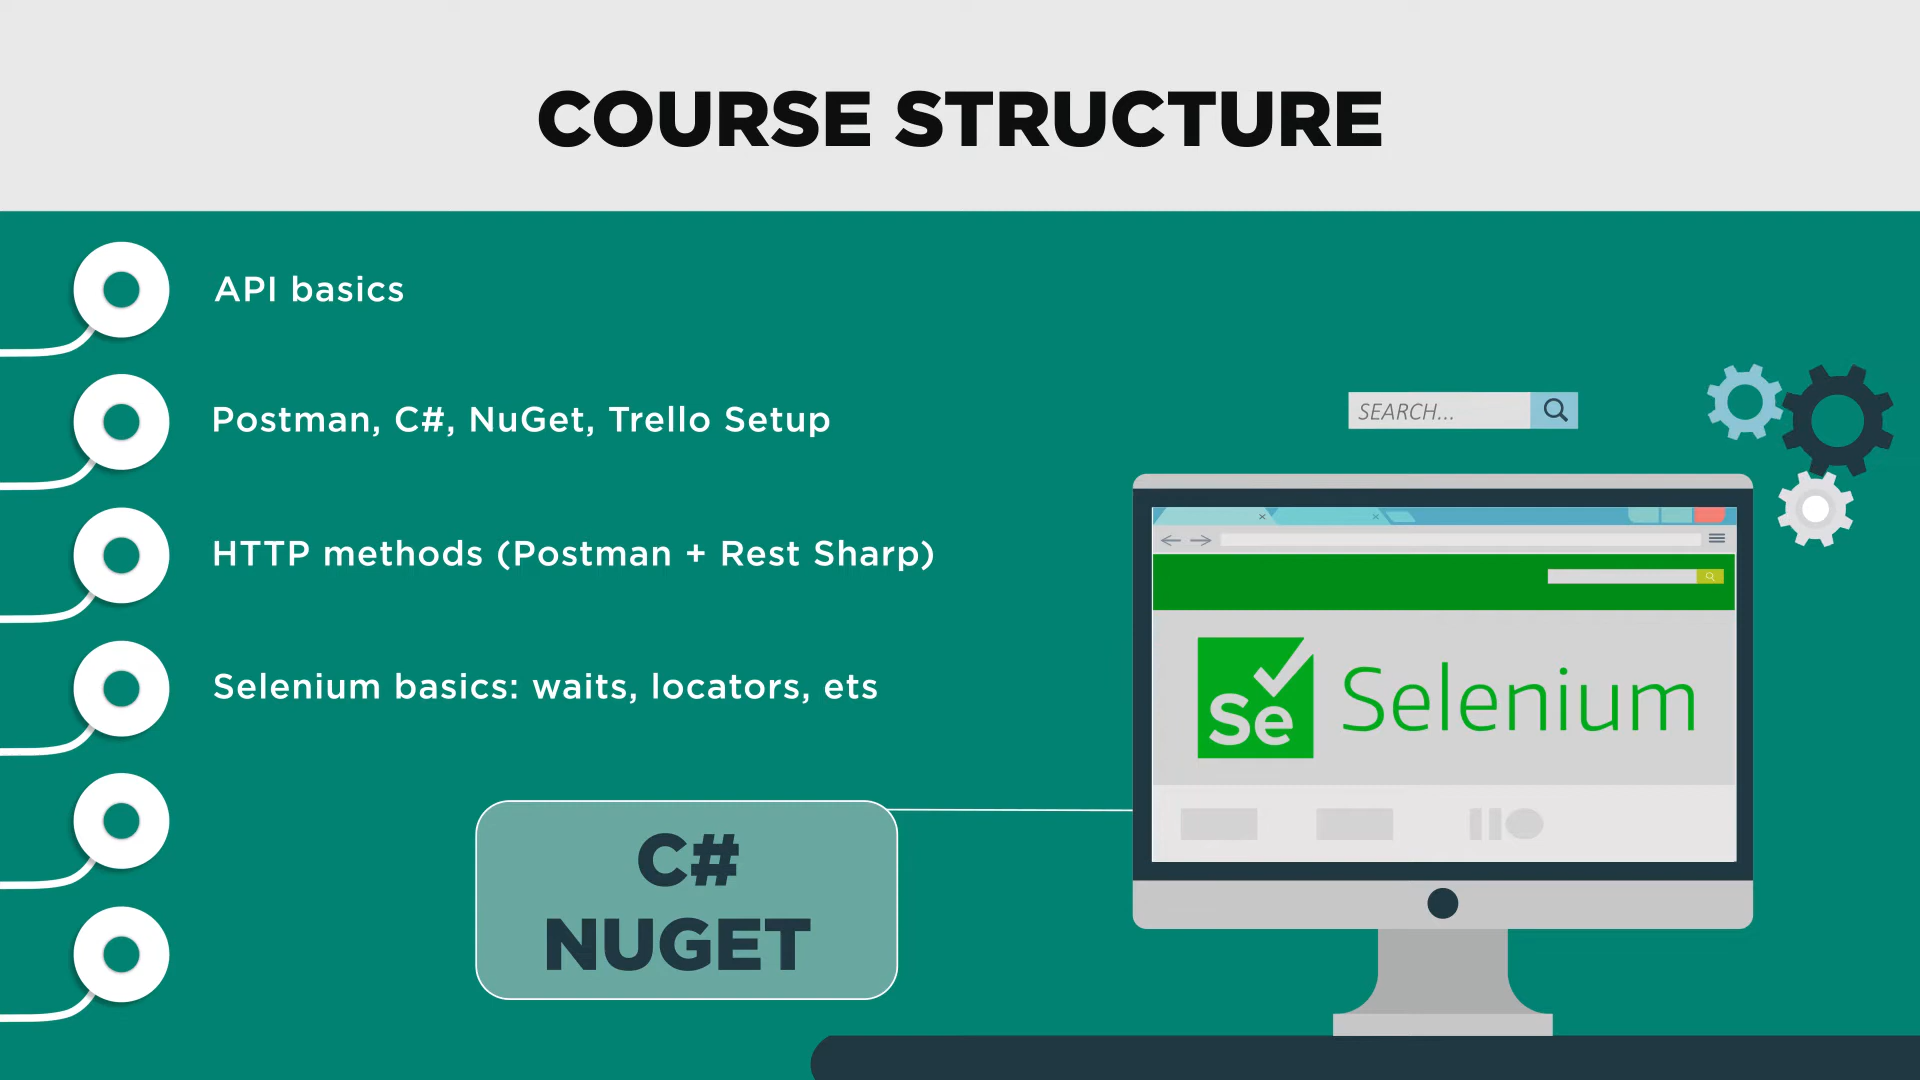 COURSE STRUCTURE
API basics
Postman, C#, NuGet, Trello Setup
HTTP methods (Postman + Rest Sharp)
Selenium basics: waits, locators, ets
C#
NUGET
SEARCH...
Se Selenium